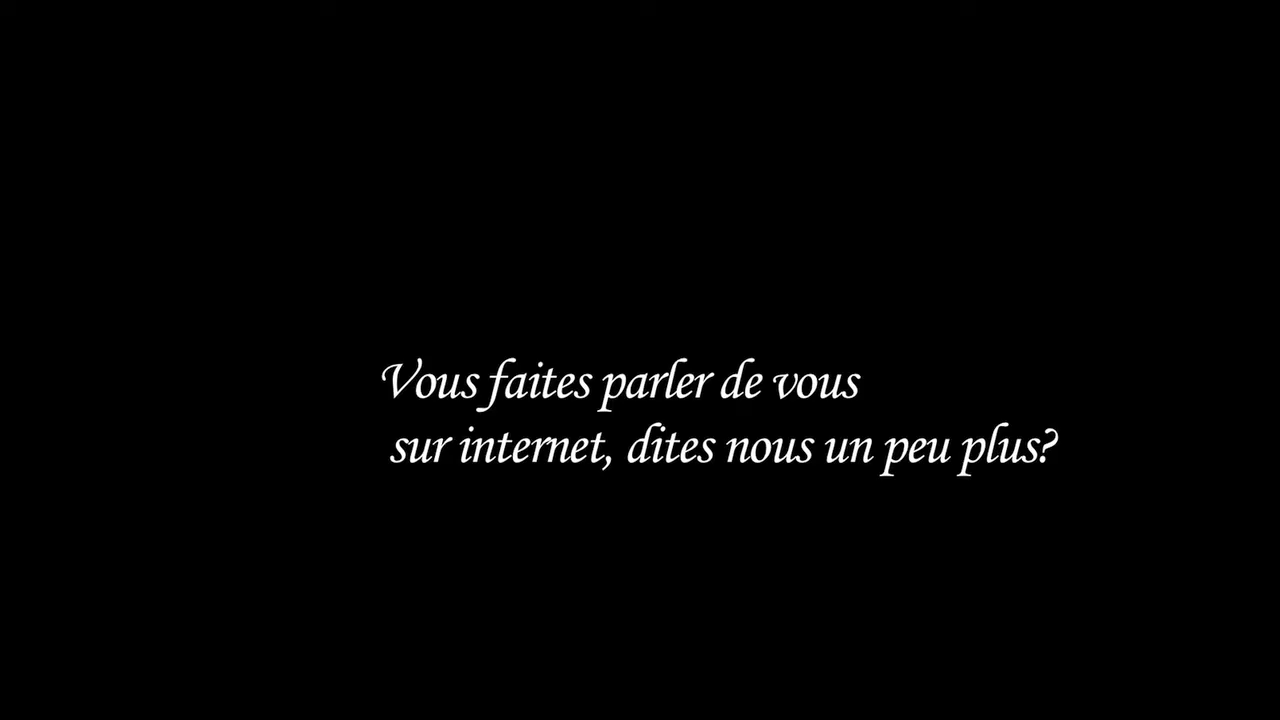 Vous faites parler de vous
sur internet, dites nous un peu plus?